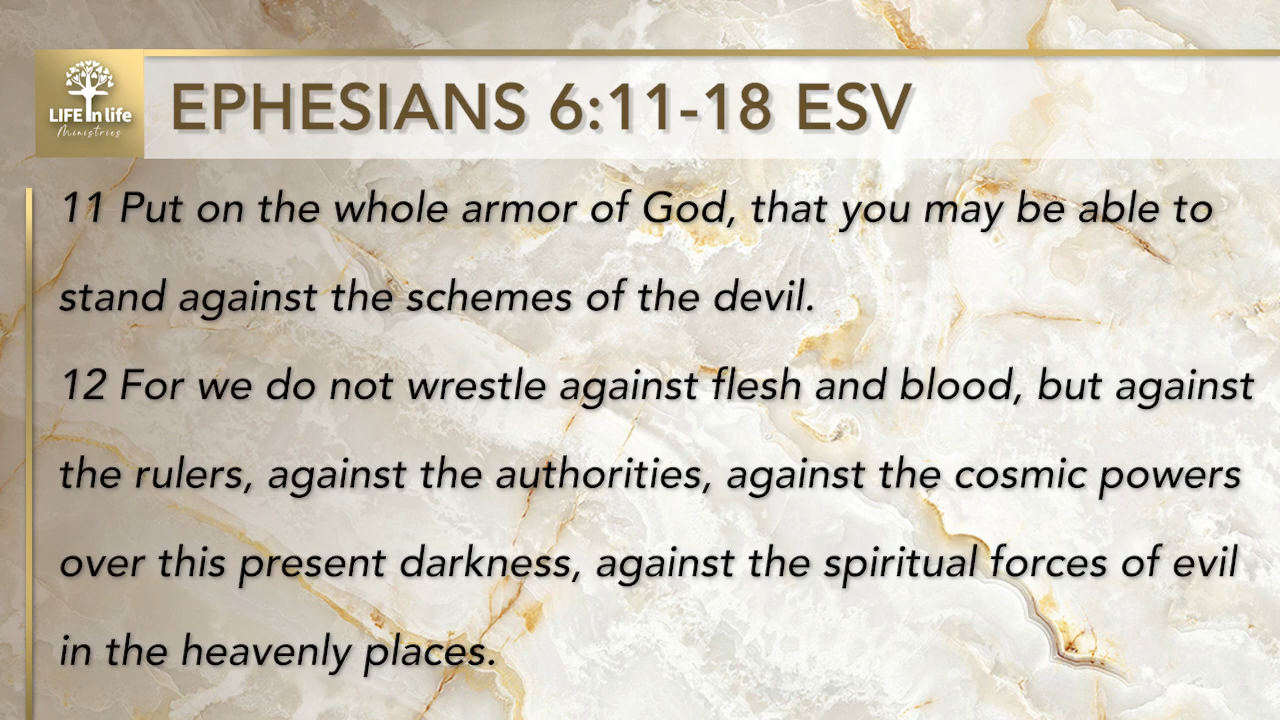 LIFE in life
Ministries
EPHESIANS 6:11-18 ESV
11 Put on the whole armor of God, that you may be able to
stand against the schemes of the devil.
12 For we do not wrestle against flesh and blood, but against
the rulers, against the authorities, against the cosmic powers
over this present darkness, against the spiritual forces of evil
in the heavenly places.